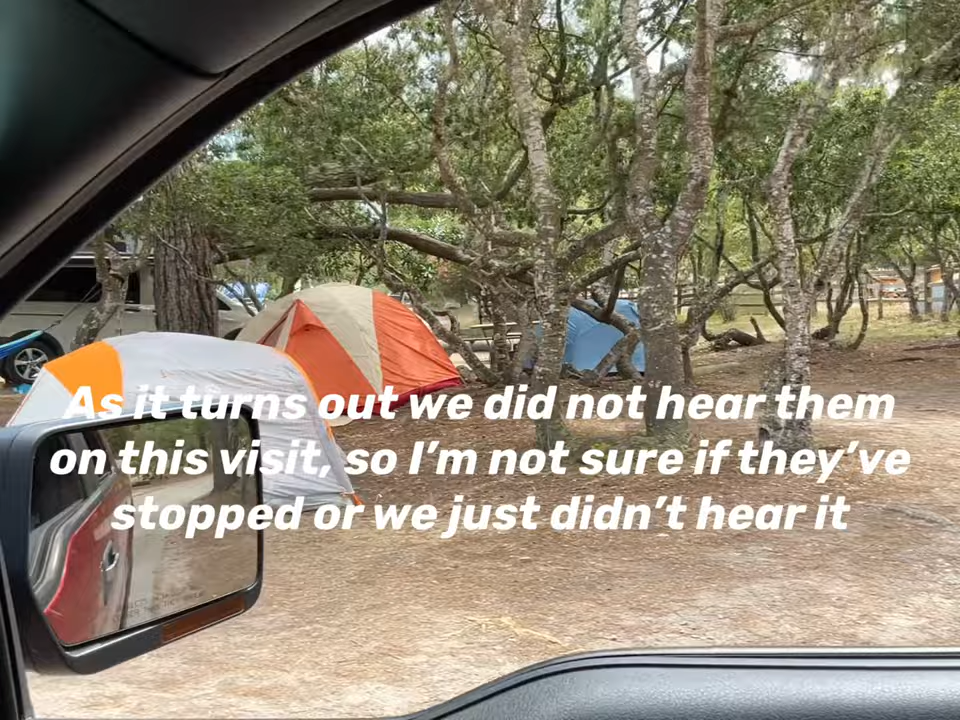 As it turns out we did not hear them
on this visit, so I'm not sure if they've
stopped or we just didn't hear it